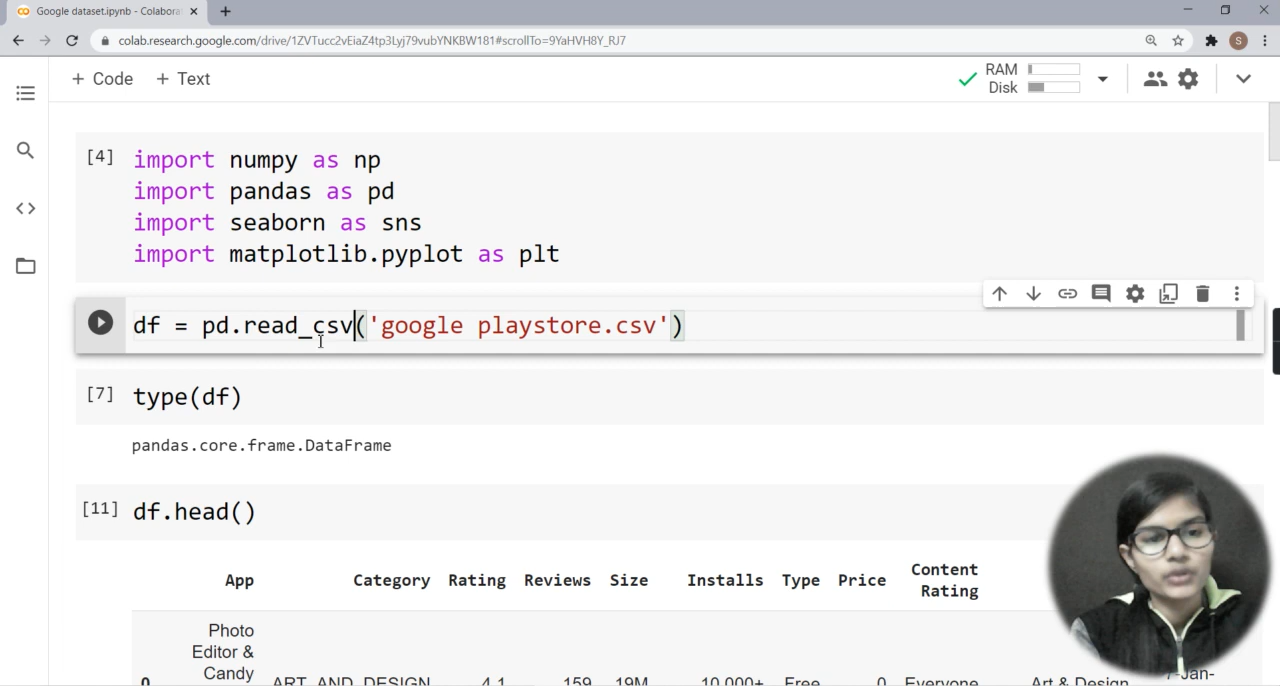 Google dataset.ipynb - Colabora
colab.research.google.com/drive/1ZVTucc2vEiaZ4tp3Lyj79vubYNKBW181#scrollTo=9YaHVH8Y_RJ7
S
+ Code + Text
RAM
Disk
[4] import numpy as np
import pandas as pd
import seaborn as sns
import matplotlib.pyplot as plt
df = pd.read_csv('google playstore.csv')
[7] type(df)
pandas.core.frame.DataFrame
[11] df.head()
App Category Rating Reviews Size Installs Type Price Content Rating
Photo
Editor &
Candy
0 ART_AND_DESIGN 4.1 159 19M 10,000+ Free 0 Everyone Art & Design 7-Jan-